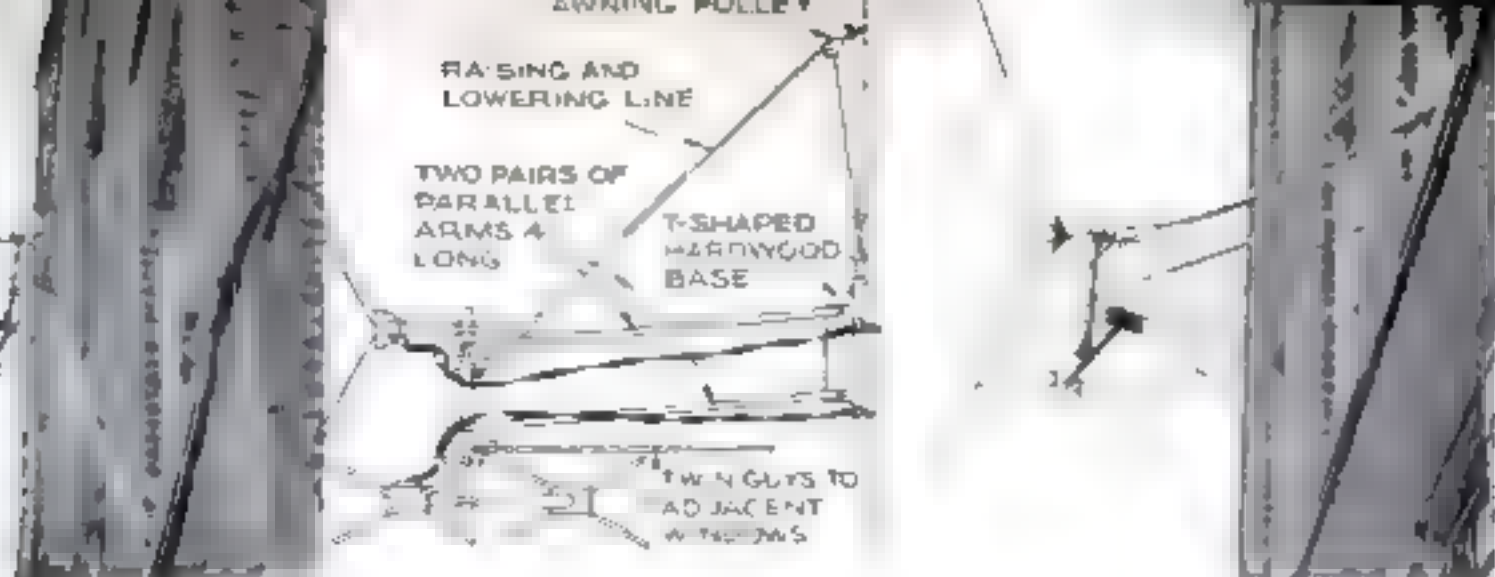 AWNING PULLEY
RAISING AND
LOWERING LINE
TWO PAIRS OF
PARALLEL
ARMS 4
LONG
T-SHAPED
HARDWOOD
BASE
TWIN GUYS TO
ADJACENT
WINDOWS